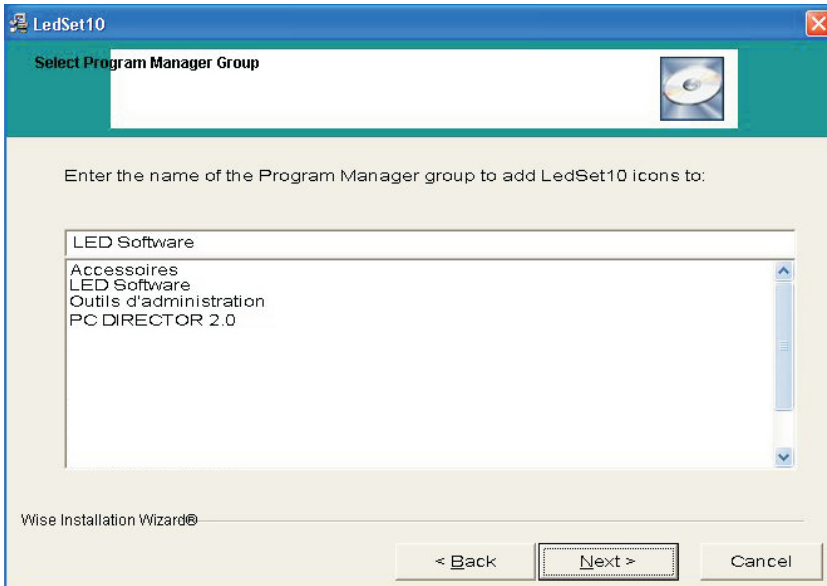 LedSet10
Select Program Manager Group
Enter the name of the Program Manager group to add LedSet10 icons to:
LED Software
Accessoires
LED Software
Outils d'administration
PC DIRECTOR 2.0
Wise Installation Wizard®
< Back
Next >
Cancel